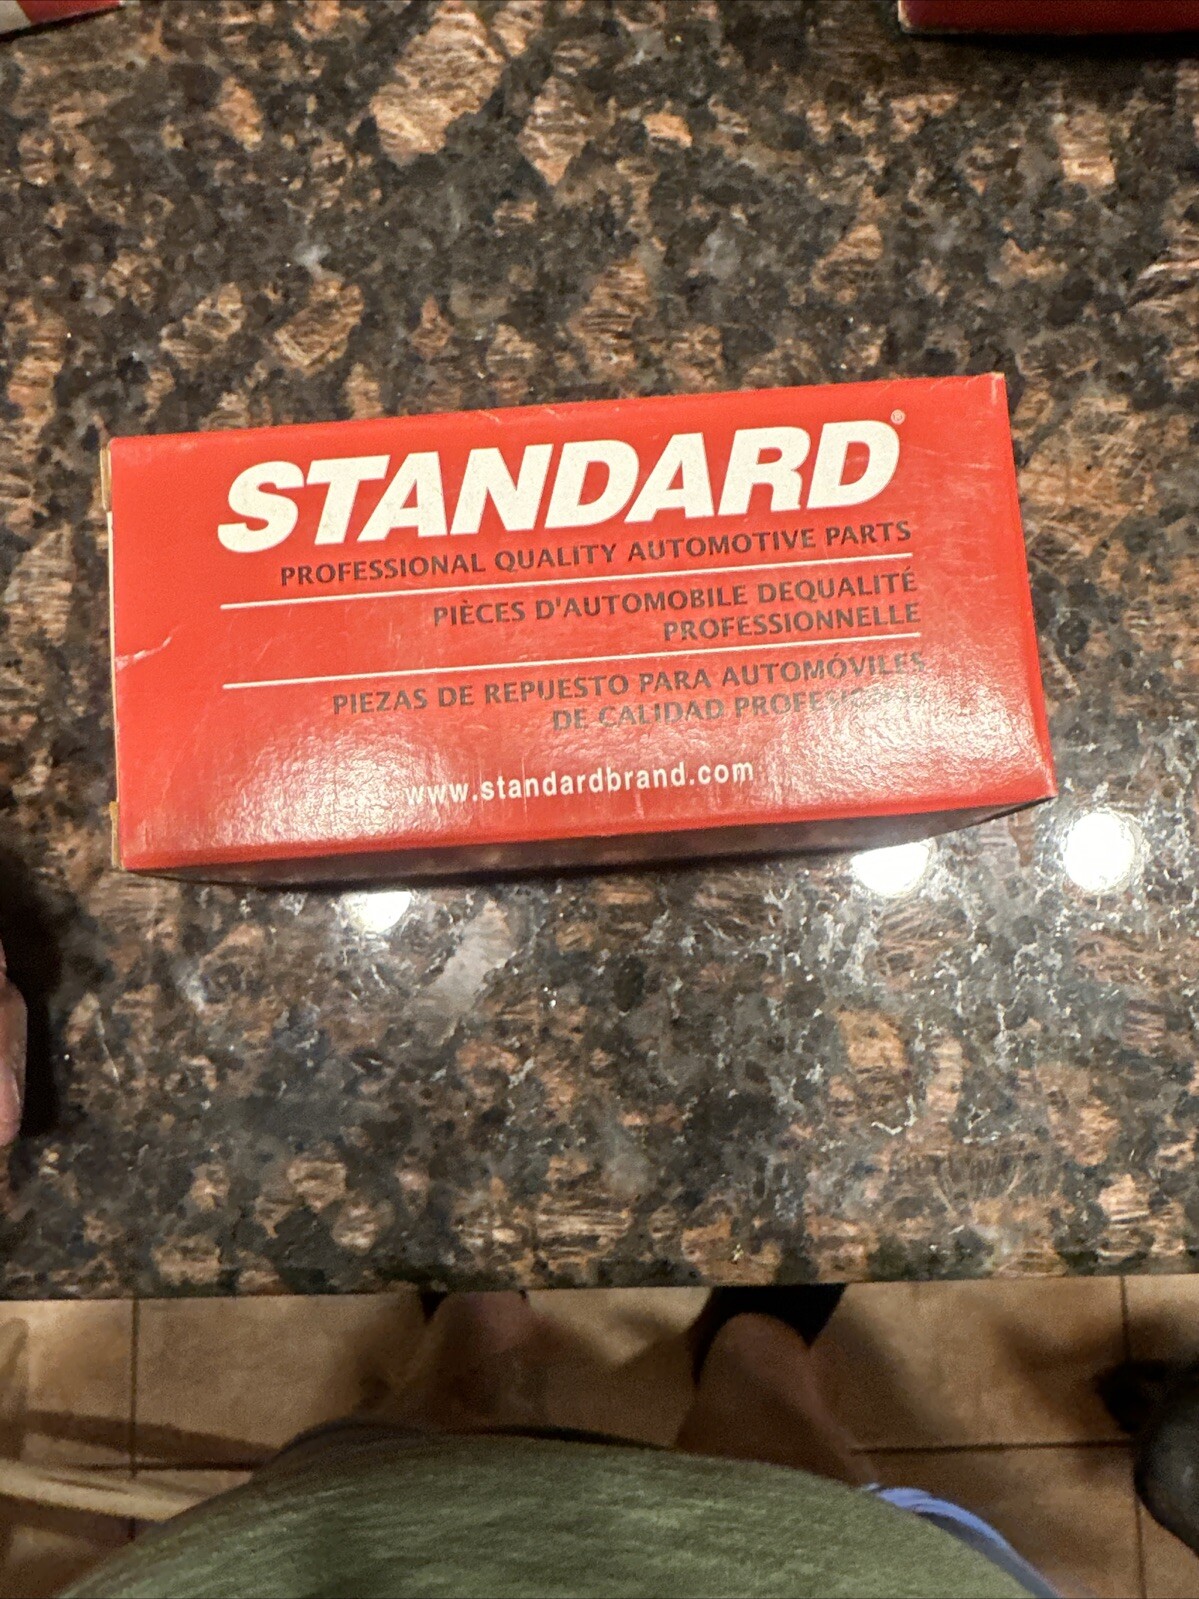 STANDARD®
PROFESSIONAL QUALITY AUTOMOTIVE PARTS
PIÈCES D'AUTOMOBILE DEQUALITÉ
PROFESSIONNELLE
PIEZAS DE REPUESTO PARA AUTOMÓVILES
DE CALIDAD
www.standardbrand.com